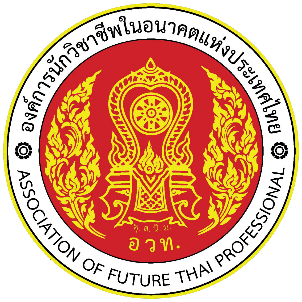 องค์การนักวิชาชีพในอนาคตแห่งประเทศไทย
อ ว ท .
ASSOCIATION OF FUTURE THAI PROFESSIONAL